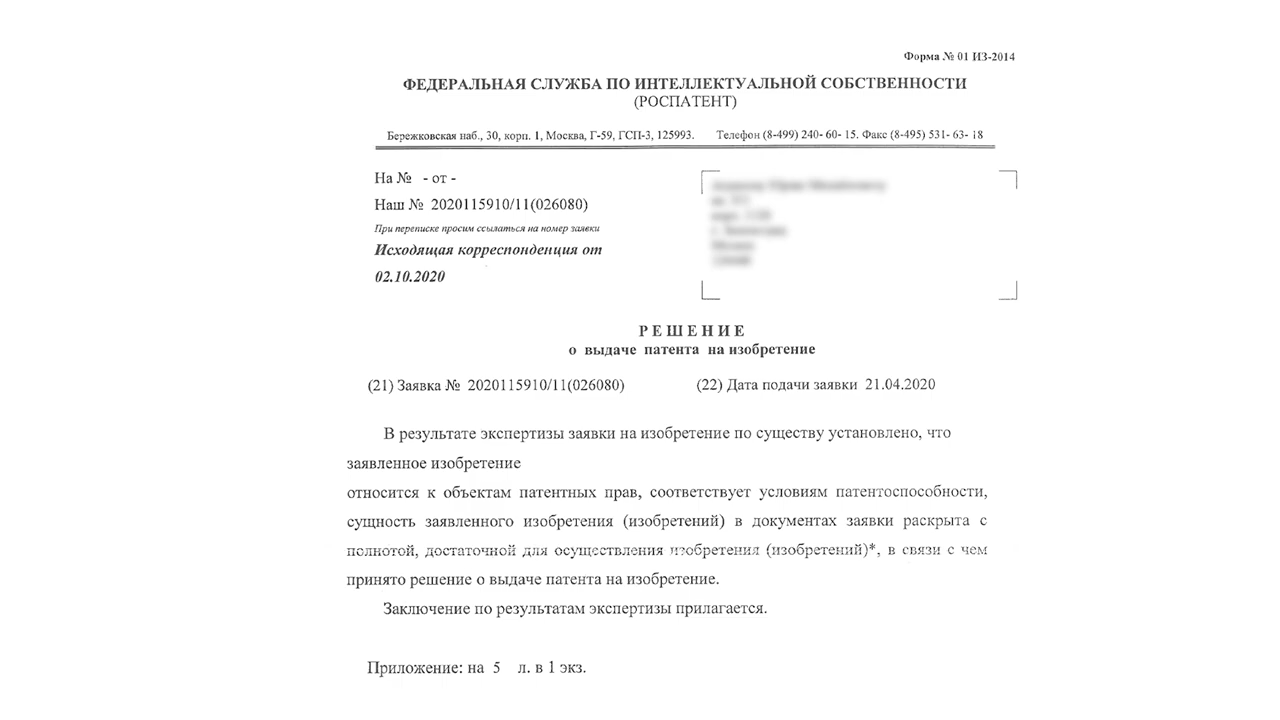 Форма № 01 ИЗ-2014
ФЕДЕРАЛЬНАЯ СЛУЖБА ПО ИНТЕЛЛЕКТУАЛЬНОЙ СОБСТВЕННОСТИ
(РОСПАТЕНТ)
Бережковская наб., 30, корп. 1, Москва, Г-59, ГСП-3, 125993. Телефон (8-499) 240- 60- 15. Факс (8-495) 531- 63- 18
На № - от -
Наш № 2020115910/11(026080)
При переписке просим ссылаться на номер заявки
Исходящая корреспонденция от
02.10.2020
Р Е Ш Е Н И Е
о выдаче патента на изобретение
(21) Заявка № 2020115910/11(026080) (22) Дата подачи заявки 21.04.2020
В результате экспертизы заявки на изобретение по существу установлено, что
заявленное изобретение
относится к объектам патентных прав, соответствует условиям патентоспособности,
сущность заявленного изобретения (изобретений) в документах заявки раскрыта с
полнотой, достаточной для осуществления изобретения (изобретений)*, в связи с чем
принято решение о выдаче патента на изобретение.
Заключение по результатам экспертизы прилагается.
Приложение: на 5 л. в 1 экз.